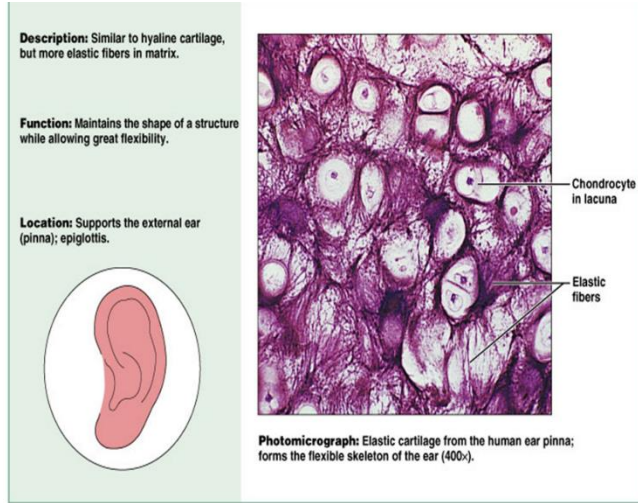 Description: Similar to hyaline cartilage,
but more elastic fibers in matrix.
Function: Maintains the shape of a structure
while allowing great flexibility.
Location: Supports the external ear
(pinna); epiglottis.
Chondrocyte
in lacuna
Elastic
fibers
Photomicrograph: Elastic cartilage from the human ear pinna;
forms the flexible skeleton of the ear (400×).